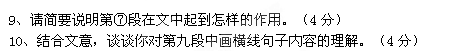 9、请简要说明第⑦段在文中起到怎样的作用。（4 分）
10、结合文意，谈谈你对第九段中画横线句子内容的理解。（4 分）